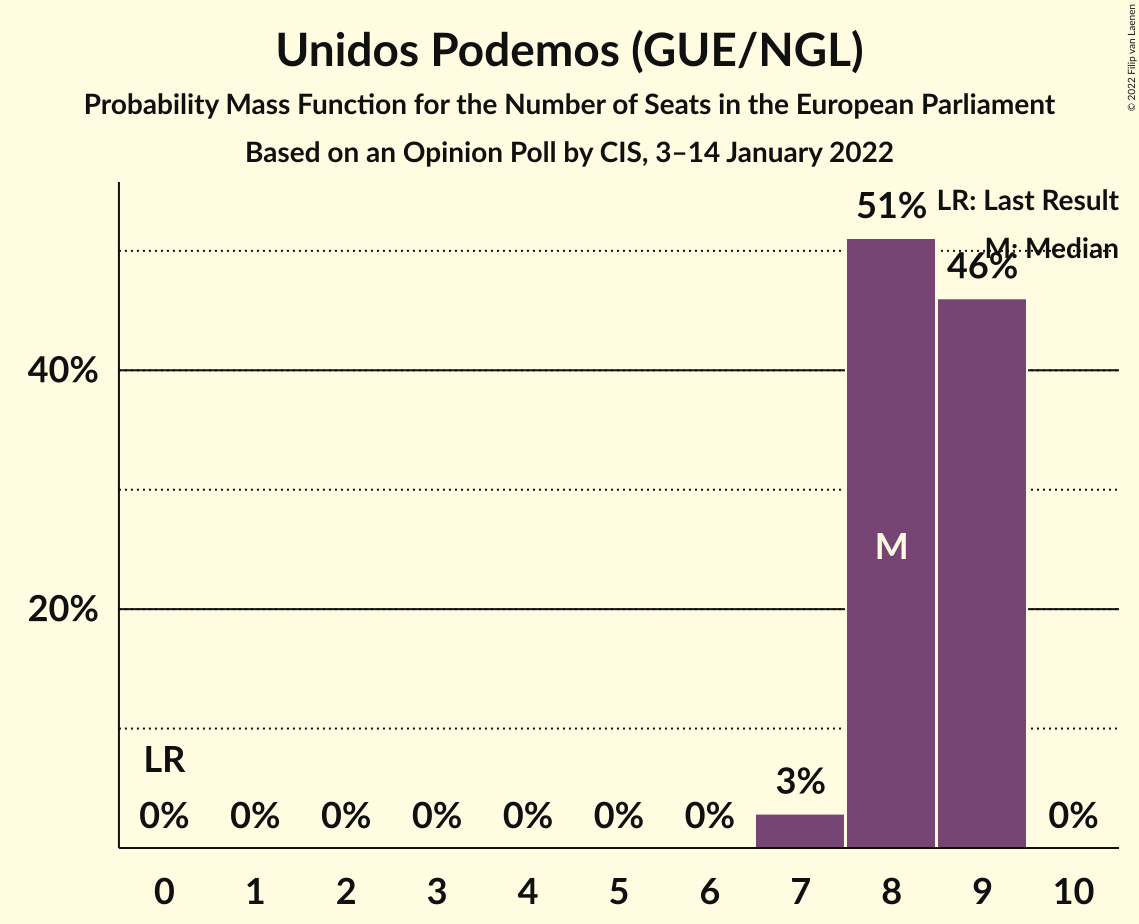 Unidos Podemos (GUE/NGL)
Probability Mass Function for the Number of Seats in the European Parliament
Based on an Opinion Poll by CIS, 3–14 January 2022
© 2022 Filip van Laenen
LR: Last Result
M: Median
51%
46%
40%
M
20%
LR
3%
0% 0% 0% 0% 0% 0% 0% 0%
0 1 2 3 4 5 6 7 8 9 10